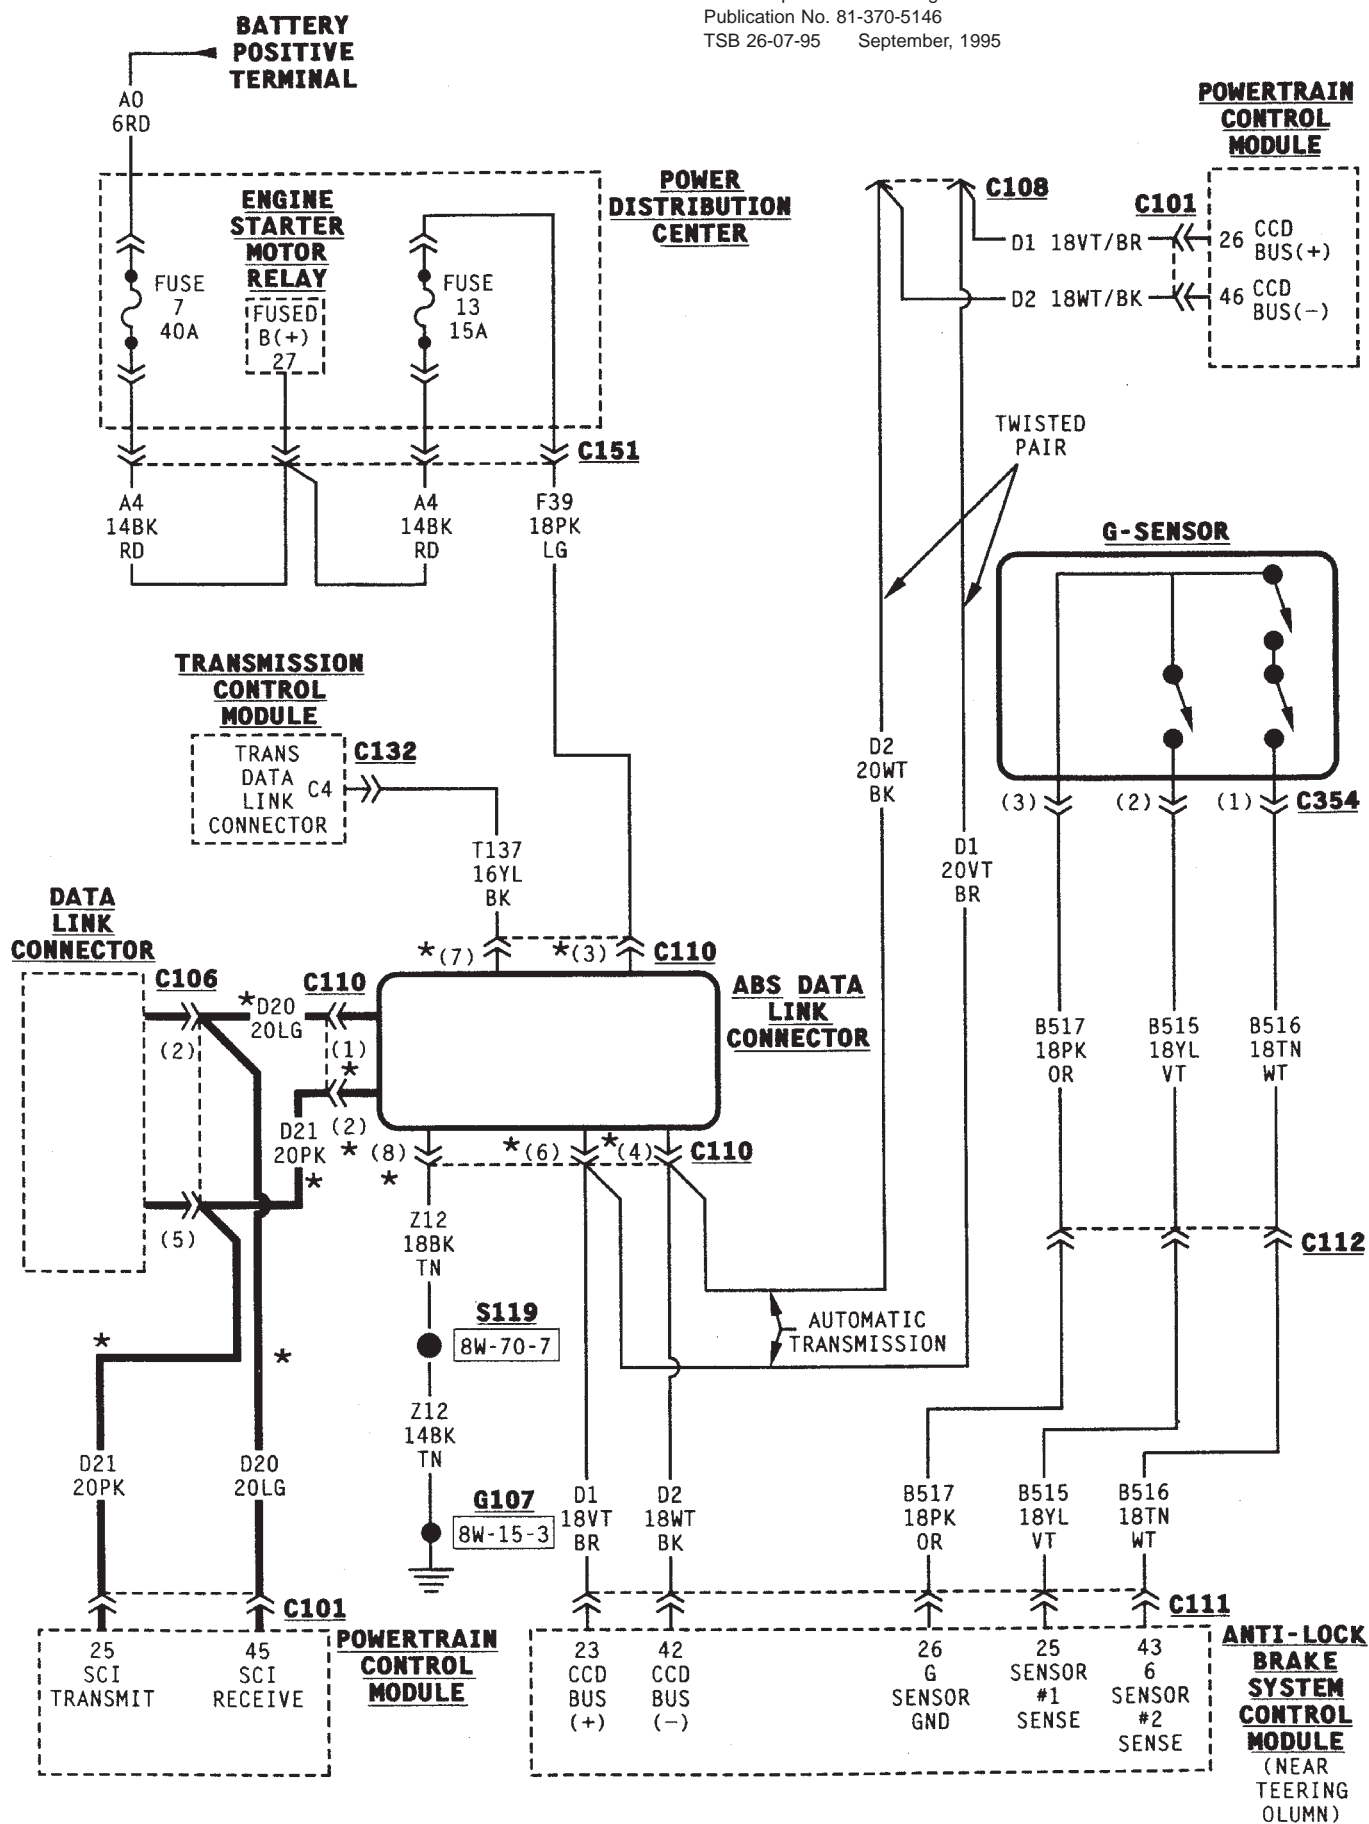 Publication No. 81-370-5146
TSB 26-07-95 September, 1995
BATTERY
POSITIVE
TERMINAL
A0
6RD
POWERTRAIN
CONTROL
MODULE
ENGINE
STARTER
MOTOR
RELAY
POWER
DISTRIBUTION
CENTER
C108
C101
D1 18VT/BR
26 CCD
BUS(+)
D2 18WT/BK
46 CCD
BUS(-)
FUSE
7
40A
FUSED
B(+)
27
FUSE
13
15A
C151
TWISTED
PAIR
A4
14BK
RD
A4
14BK
RD
F39
18PK
LG
G-SENSOR
TRANSMISSION
CONTROL
MODULE
TRANS
DATA
LINK
CONNECTOR
C4
C132
D2
20WT
BK
(3)
(2)
(1)
C354
T137
16YL
BK
D1
20VT
BR
DATA
LINK
CONNECTOR
*(7)
*(3)
C110
C106
C110
ABS DATA
LINK
CONNECTOR
*D20
20LG
(2)
(1)
*
B517
18PK
OR
B515
18YL
VT
B516
18TN
WT
D21
20PK
*
(2)
*
(8)
*
*(6)
*(4)
C110
(5)
Z12
18BK
TN
C112
S119
8W-70-7
AUTOMATIC
TRANSMISSION
*
*
Z12
14BK
TN
D21
20PK
D20
20LG
G107
8W-15-3
D1
18VT
BR
D2
18WT
BK
B517
18PK
OR
B515
18YL
VT
B516
18TN
WT
C101
C111
25
SCI
TRANSMIT
45
SCI
RECEIVE
POWERTRAIN
CONTROL
MODULE
23
CCD
BUS
(+)
42
CCD
BUS
(-)
26
G
SENSOR
GND
25
SENSOR
#1
SENSE
43
6
SENSOR
#2
SENSE
ANTI-LOCK
BRAKE
SYSTEM
CONTROL
MODULE
(NEAR
TEERING
OLUMN)